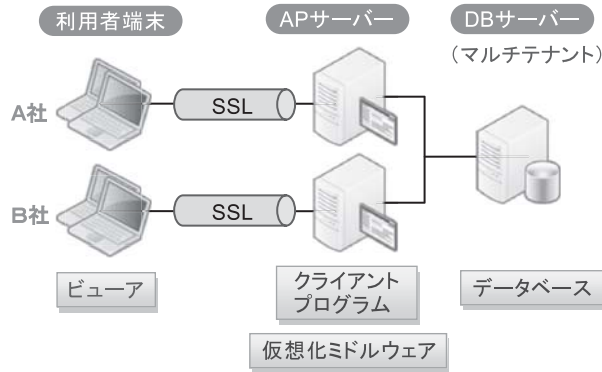 利用者端末
APサーバー
DBサーバー
（マルチテナント）
A社
SSL
B社
SSL
ビューア
クライアント
プログラム
データベース
仮想化ミドルウェア